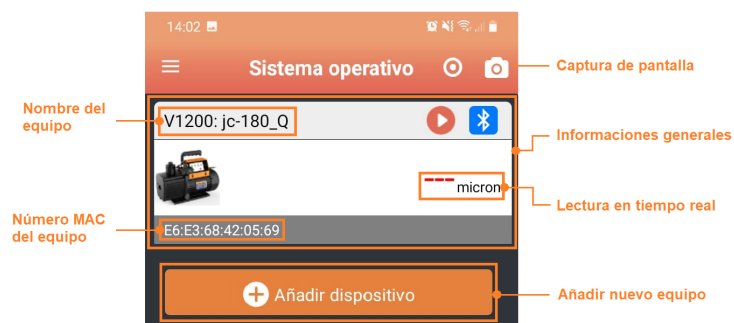 14:02
Sistema operativo
Captura de pantalla
Nombre del
equipo
V1200: jc-180_Q
Informaciones generales
micron
Lectura en tiempo real
Número MAC
del equipo
E6:E3:68:42:05:69
Añadir dispositivo
Añadir nuevo equipo